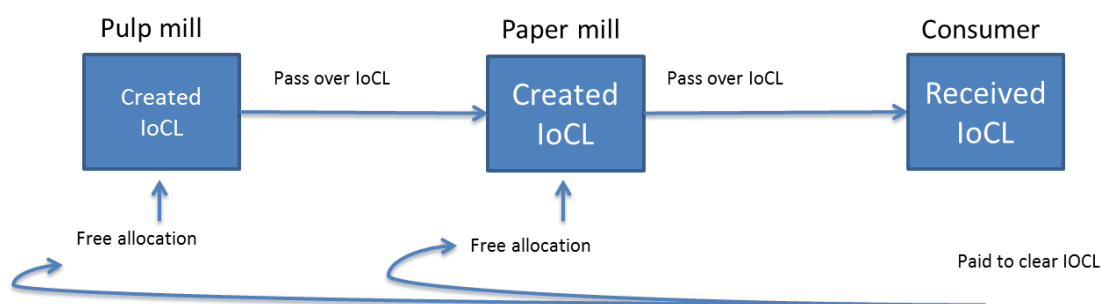 Pulp mill
Paper mill
Consumer
Created
IoCL
Pass over IoCL
Created
IoCL
Pass over IoCL
Received
IoCL
Free allocation
Free allocation
Paid to clear IOCL